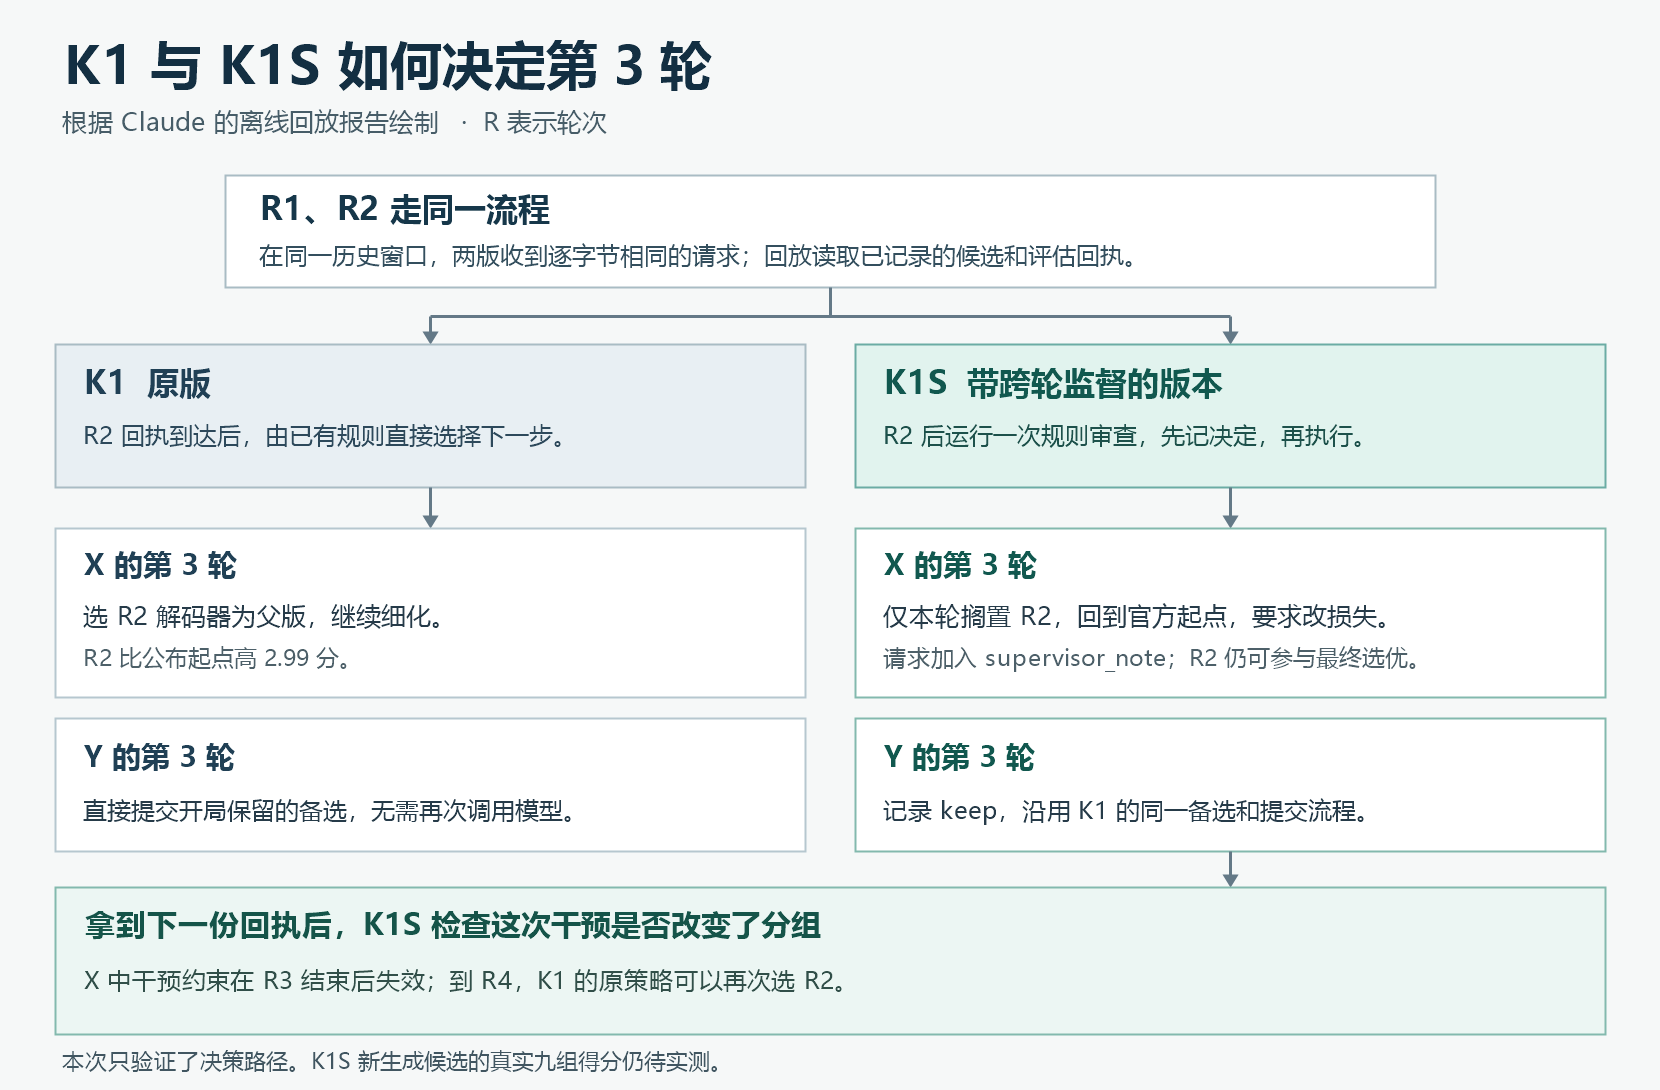 K1 与 K1S 如何决定第 3 轮
根据 Claude 的离线回放报告绘制 · R 表示轮次
R1、R2 走同一流程
在同一历史窗口，两版收到逐字节相同的请求；回放读取已记录的候选和评估回执。
K1 原版
R2 回执到达后，由已有规则直接选择下一步。
K1S 带跨轮监督的版本
R2 后运行一次规则审查，先记决定，再执行。
X 的第 3 轮
选 R2 解码器为父版，继续细化。
R2 比公布起点高 2.99 分。
X 的第 3 轮
仅本轮搁置 R2，回到官方起点，要求改损失。
请求加入 supervisor_note；R2 仍可参与最终选优。
Y 的第 3 轮
直接提交开局保留的备选，无需再次调用模型。
Y 的第 3 轮
记录 keep，沿用 K1 的同一备选和提交流程。
拿到下一份回执后，K1S 检查这次干预是否改变了分组
X 中干预约束在 R3 结束后失效；到 R4，K1 的原策略可以再次选 R2。
本次只验证了决策路径。K1S 新生成候选的真实九组得分仍待实测。